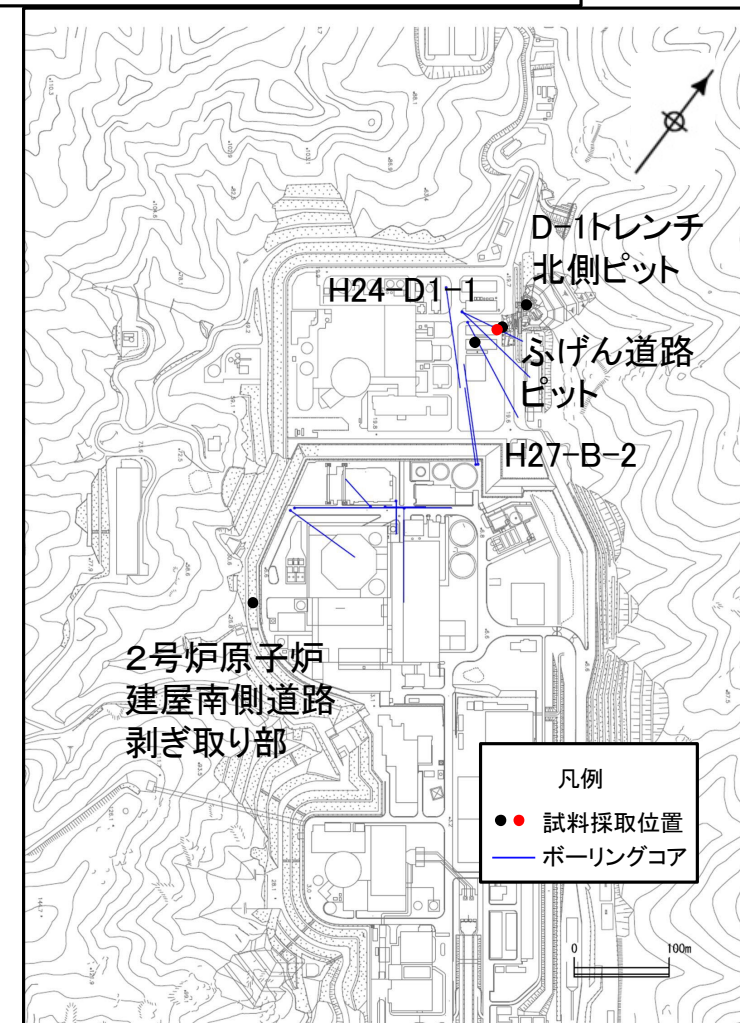 D-1トレンチ
北側ピット
H24-D1-1
ふげん道路
ピット
H27-B-2
2号炉原子炉
建屋南側道路
剥ぎ取り部
凡例
試料採取位置
ボーリングコア
0 100m